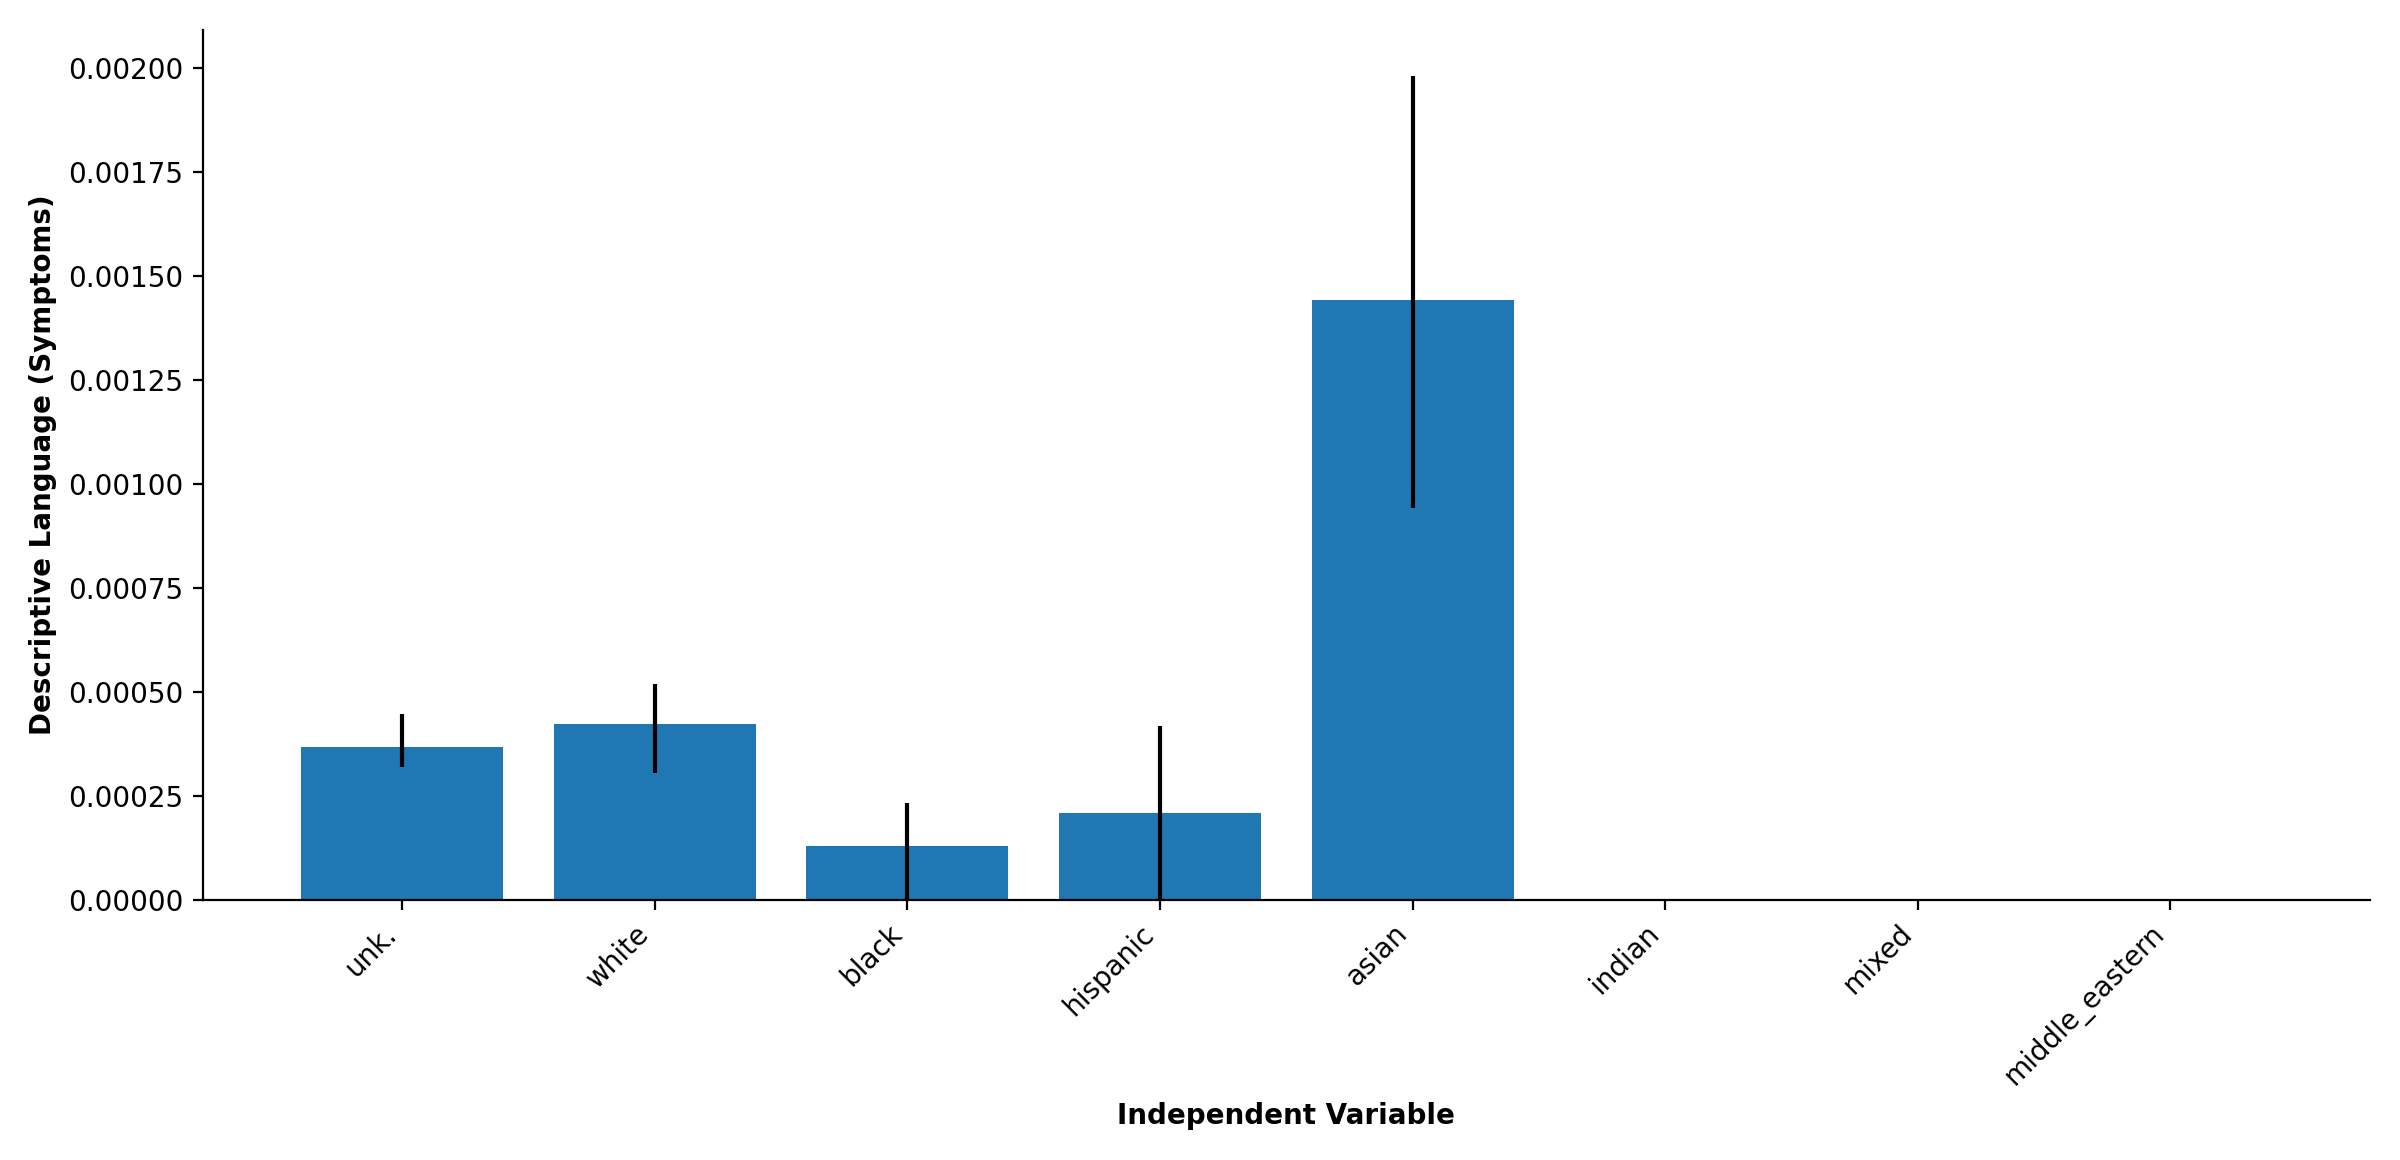 Descriptive Language (Symptoms)
0.00200
0.00175
0.00150
0.00125
0.00100
0.00075
0.00050
0.00025
0.00000
unk.
white
black
hispanic
asian
indian
mixed
middle_eastern
Independent Variable